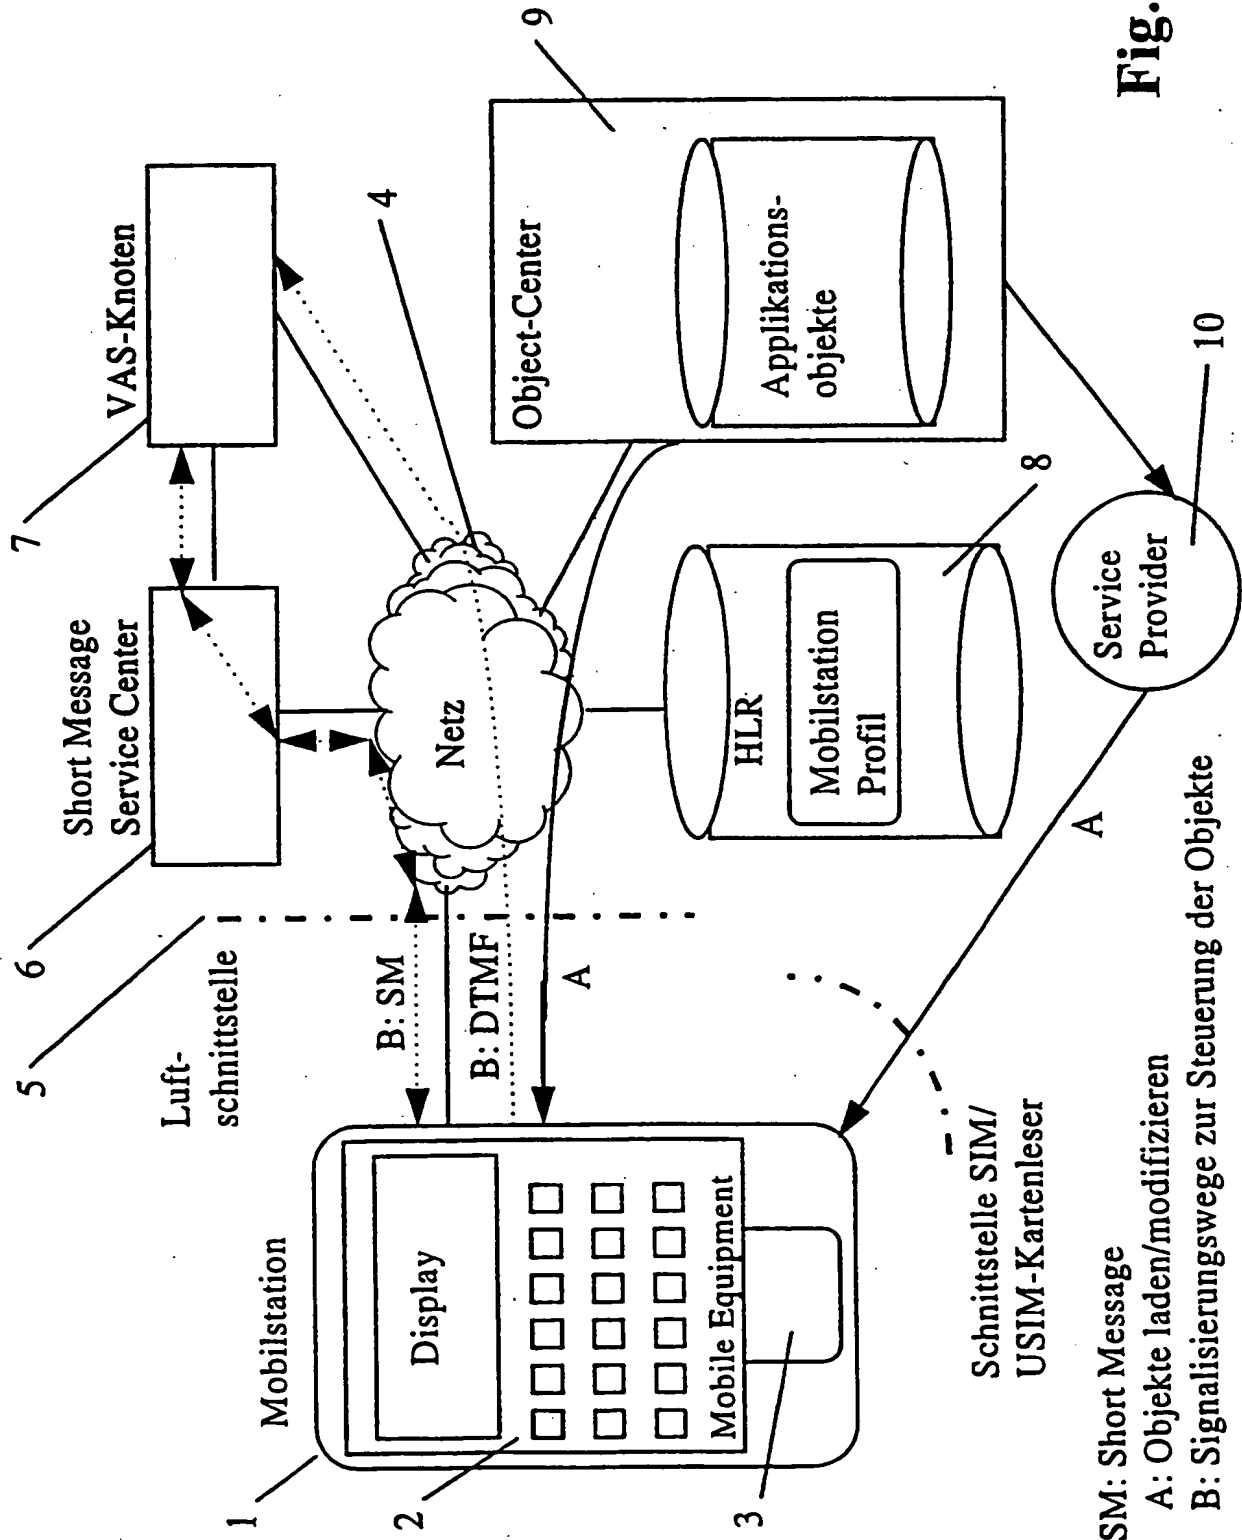 1
Mobilstation
2
Display
Mobile Equipment
3
5
Luft-
schnittstelle
B: SM
B: DTMF
A
Schnittstelle SIM/
USIM-Kartenleser
6
Short Message
Service Center
7
VAS-Knoten
4
Netz
HLR
Mobilstation
Profil
8
9
Object-Center
Applikations-
objekte
Service
Provider
10
A
SM: Short Message
A: Objekte laden/modifizieren
B: Signalisierungswege zur Steuerung der Objekte
Fig.